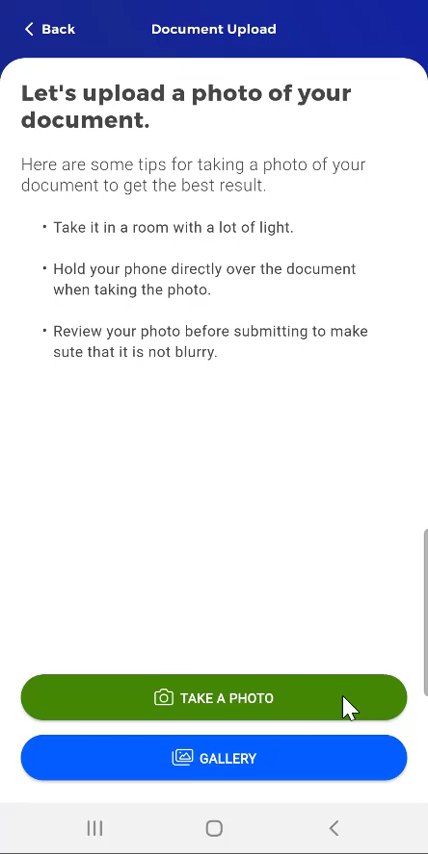 Back
Document Upload
Let's upload a photo of your
document.
Here are some tips for taking a photo of your
document to get the best result.
• Take it in a room with a lot of light.
• Hold your phone directly over the document
when taking the photo.
• Review your photo before submitting to make
sute that it is not blurry.
TAKE A PHOTO
GALLERY